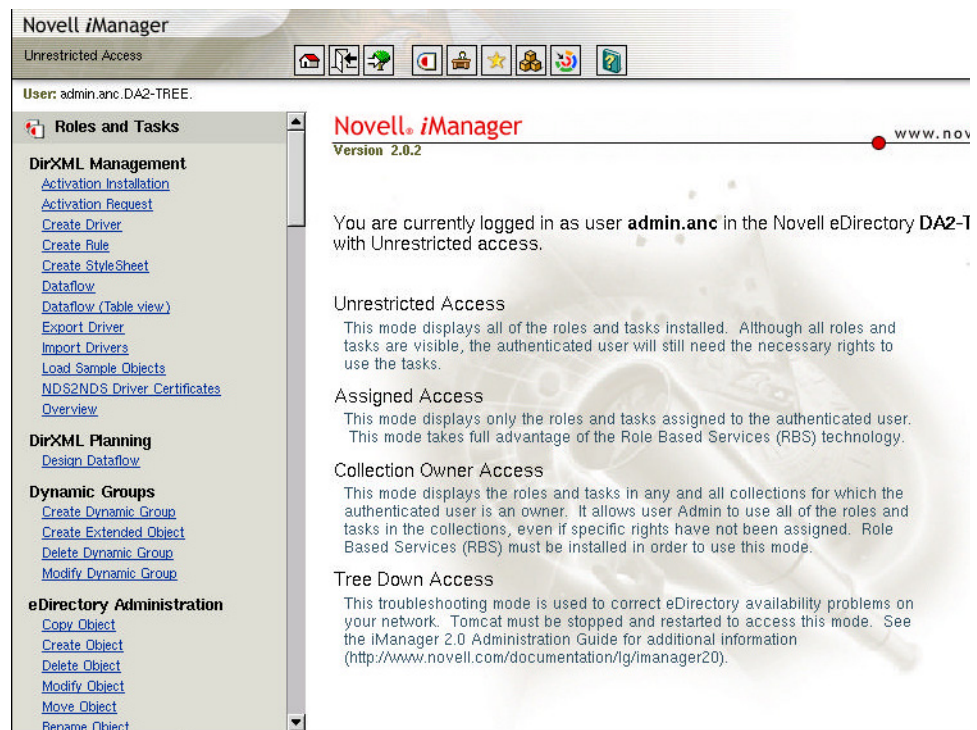 Novell iManager
Unrestricted Access
User: admin.anc.DA2-TREE.
Roles and Tasks
DirXML Management
Activation Installation
Activation Request
Create Driver
Create Rule
Create StyleSheet
Dataflow
Dataflow (Table view)
Export Driver
Import Drivers
Load Sample Objects
NDS2NDS Driver Certificates
Overview
DirXML Planning
Design Dataflow
Dynamic Groups
Create Dynamic Group
Create Extended Object
Delete Dynamic Group
Modify Dynamic Group
eDirectory Administration
Copy Object
Create Object
Delete Object
Modify Object
Move Object
Rename Object
Novell® iManager
www.nov
Version 2.0.2
You are currently logged in as user admin.anc in the Novell eDirectory DA2-T
with Unrestricted access.
Unrestricted Access
This mode displays all of the roles and tasks installed. Although all roles and
tasks are visible, the authenticated user will still need the necessary rights to
use the tasks.
Assigned Access
This mode displays only the roles and tasks assigned to the authenticated user.
This mode takes full advantage of the Role Based Services (RBS) technology.
Collection Owner Access
This mode displays the roles and tasks in any and all collections for which the
authenticated user is an owner. It allows user Admin to use all of the roles and
tasks in the collections, even if specific rights have not been assigned. Role
Based Services (RBS) must be installed in order to use this mode.
Tree Down Access
This troubleshooting mode is used to correct eDirectory availability problems on
your network. Tomcat must be stopped and restarted to access this mode. See
the iManager 2.0 Administration Guide for additional information
(http://www.novell.com/documentation/lg/imanager20).